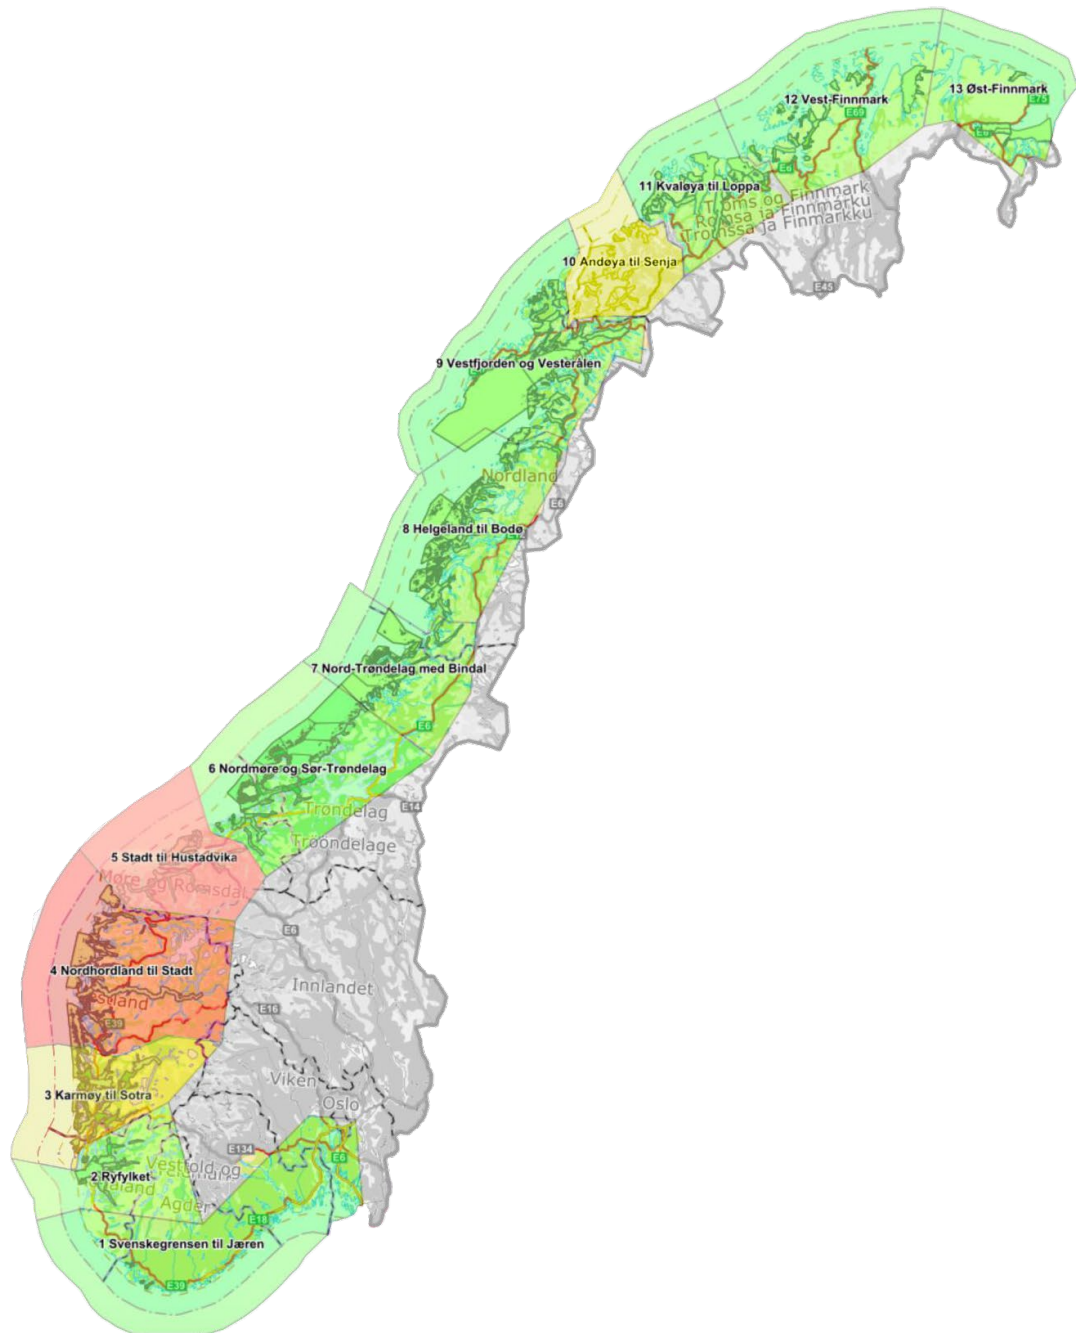 13 Øst-Finnmark
12 Vest-Finnmark
E75
E69
E6
E6
11 Kvaløya til Loppa
Troms og Finnmark
Romsa ja Finnmárku
Tromssa ja Finmarkku
10 Andøya til Senja
E45
9 Vestfjorden og Vesterålen
Nordland
E6
8 Helgeland til Bodø
7 Nord-Trøndelag med Bindal
E6
6 Nordmøre og Sør-Trøndelag
E14
Trøndelag
Trööndelage
5 Stadt til Hustadvika
Møre og Romsdal
E6
4 Nordhordland til Stadt
Innlandet
E16
E39
Viken
3 Karmøy til Sotra
Oslo
E134
E6
Vestfold og
2 Ryfylket
Agder
E18
1 Svenskegrensen til Jæren
E39